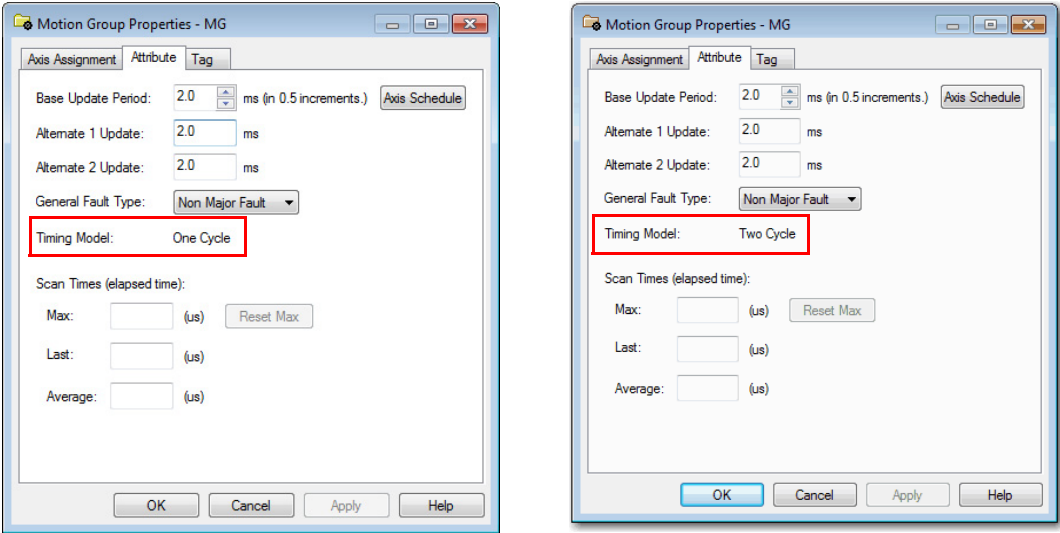 Motion Group Properties - MG
Axis Assignment Attribute Tag
Base Update Period: 2.0 ms (in 0.5 increments.) Axis Schedule
Alternate 1 Update: 2.0 ms
Alternate 2 Update: 2.0 ms
General Fault Type: Non Major Fault
Timing Model: One Cycle
Scan Times (elapsed time):
Max: (us) Reset Max
Last: (us)
Average: (us)
OK Cancel Apply Help
Motion Group Properties - MG
Axis Assignment Attribute Tag
Base Update Period: 2.0 ms (in 0.5 increments.) Axis Schedule
Alternate 1 Update: 2.0 ms
Alternate 2 Update: 2.0 ms
General Fault Type: Non Major Fault
Timing Model: Two Cycle
Scan Times (elapsed time):
Max: (us) Reset Max
Last: (us)
Average: (us)
OK Cancel Apply Help